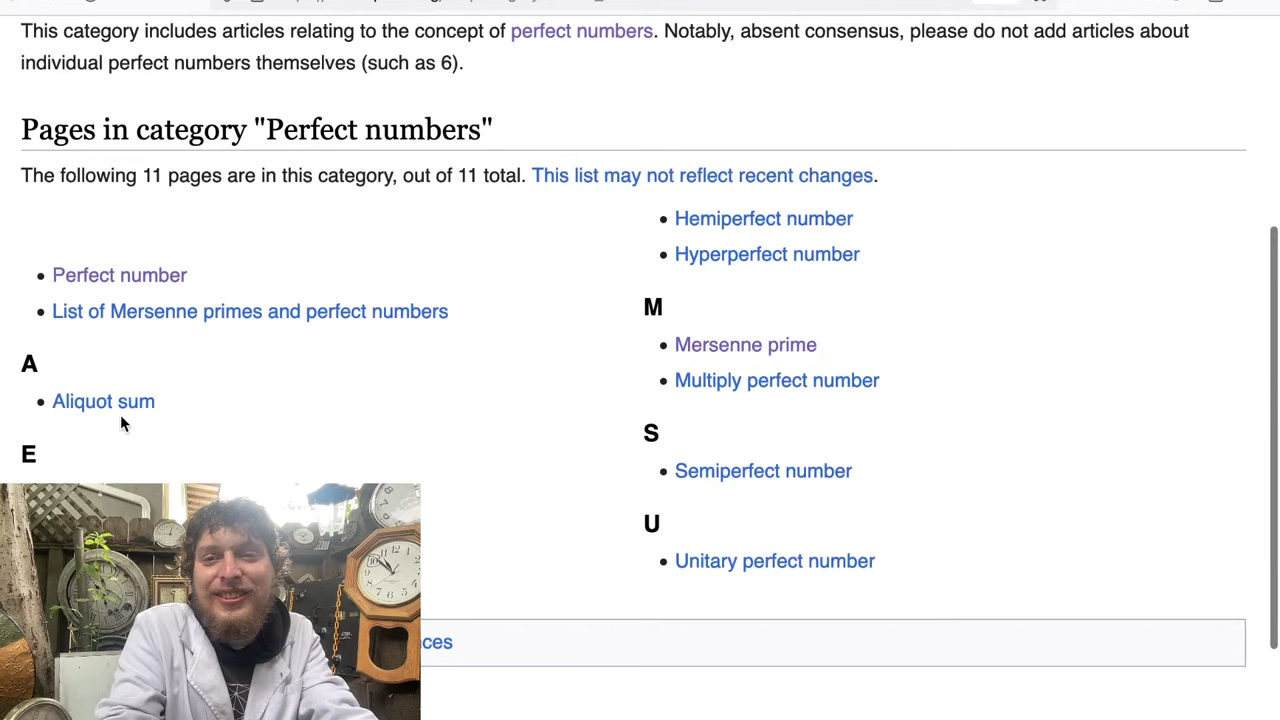 This category includes articles relating to the concept of perfect numbers. Notably, absent consensus, please do not add articles about
individual perfect numbers themselves (such as 6).
Pages in category "Perfect numbers"
The following 11 pages are in this category, out of 11 total. This list may not reflect recent changes.
• Perfect number
• List of Mersenne primes and perfect numbers
A
• Aliquot sum
E
• Hemiperfect number
• Hyperperfect number
M
• Mersenne prime
• Multiply perfect number
S
• Semiperfect number
U
• Unitary perfect number